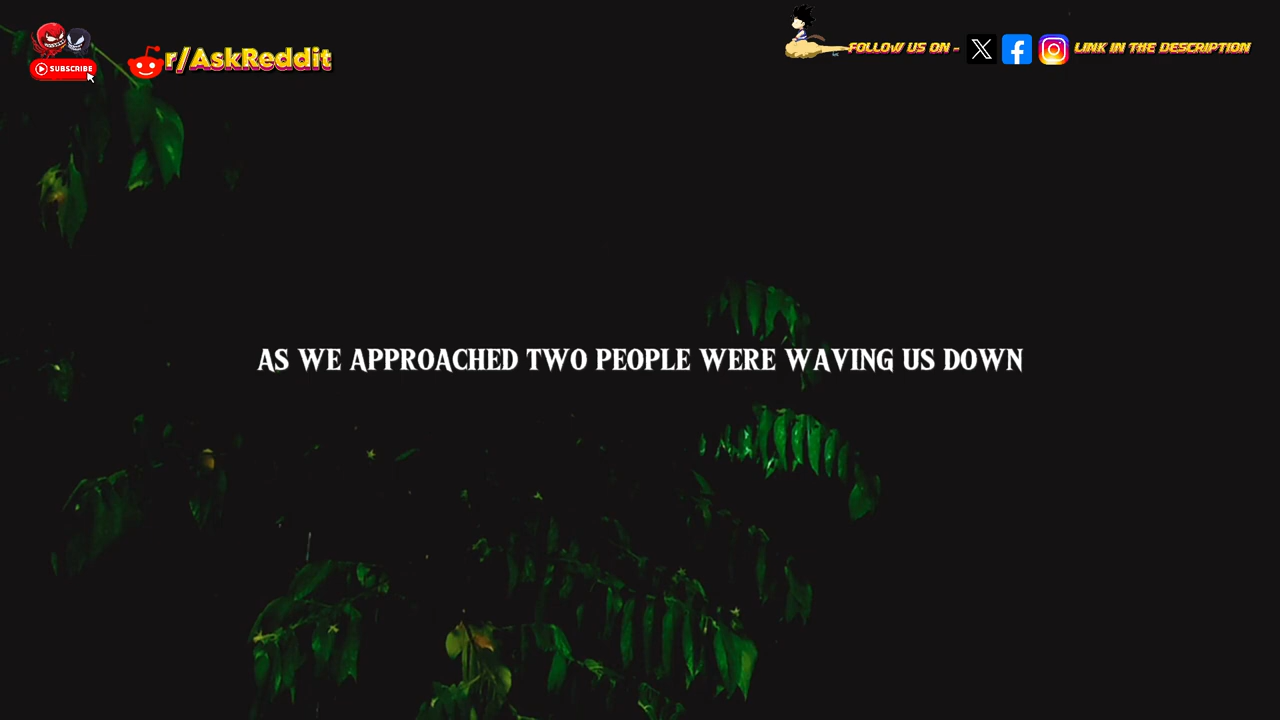 SUBSCRIBE
r/AskReddit
FOLLOW US ON -
LINK IN THE DESCRIPTION
AS WE APPROACHED TWO PEOPLE WERE WAVING US DOWN